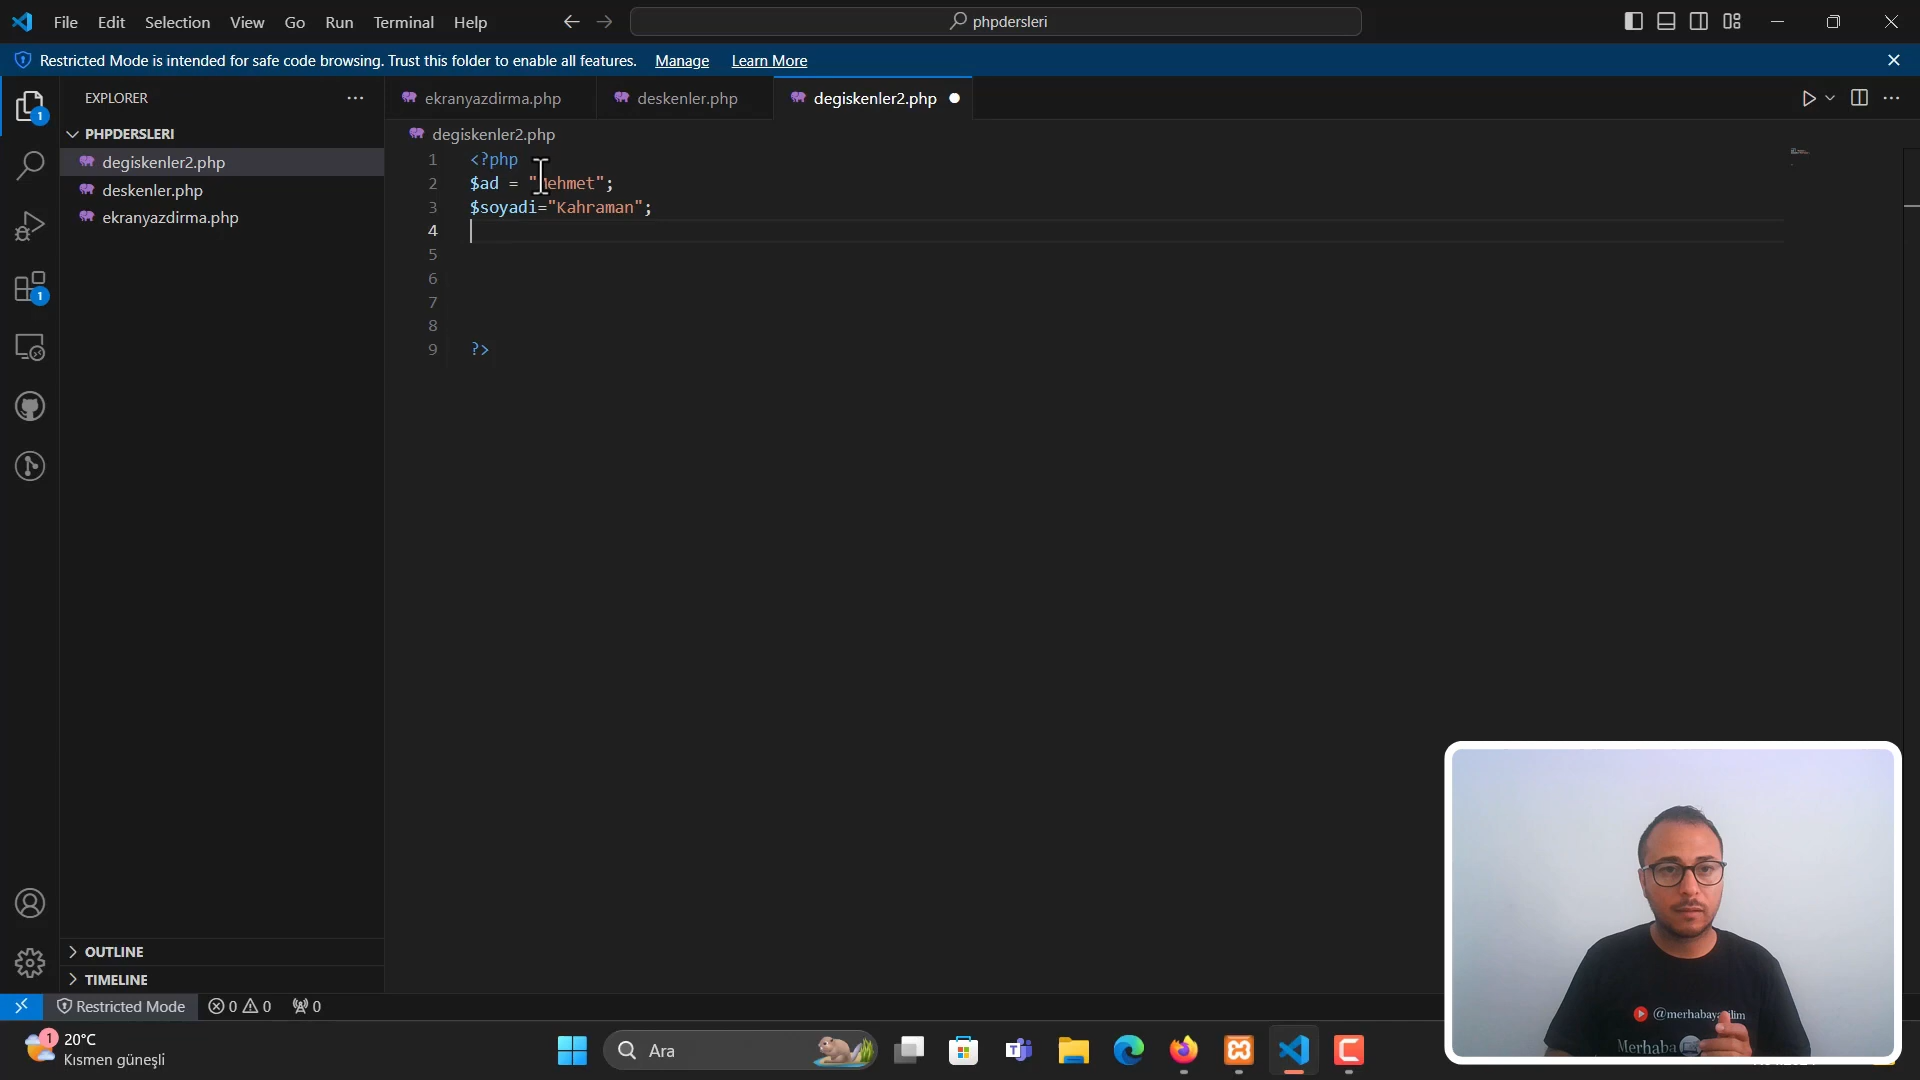 File Edit Selection View Go Run Terminal Help
phpdersleri
Restricted Mode is intended for safe code browsing. Trust this folder to enable all features. Manage Learn More
EXPLORER
ekranyazdirma.php
deskenler.php
degiskenler2.php
PHPDERSLERI
degiskenler2.php
deskenler.php
ekranyazdirma.php
degiskenler2.php
1 <?php
2 $ad = "Mehmet";
3 $soyadi="Kahraman";
4
5
6
7
8
9 ?>
1
1
OUTLINE
TIMELINE
Restricted Mode 0 0 0
1
20°C
Kısmen güneşli
Ara
Merhaba